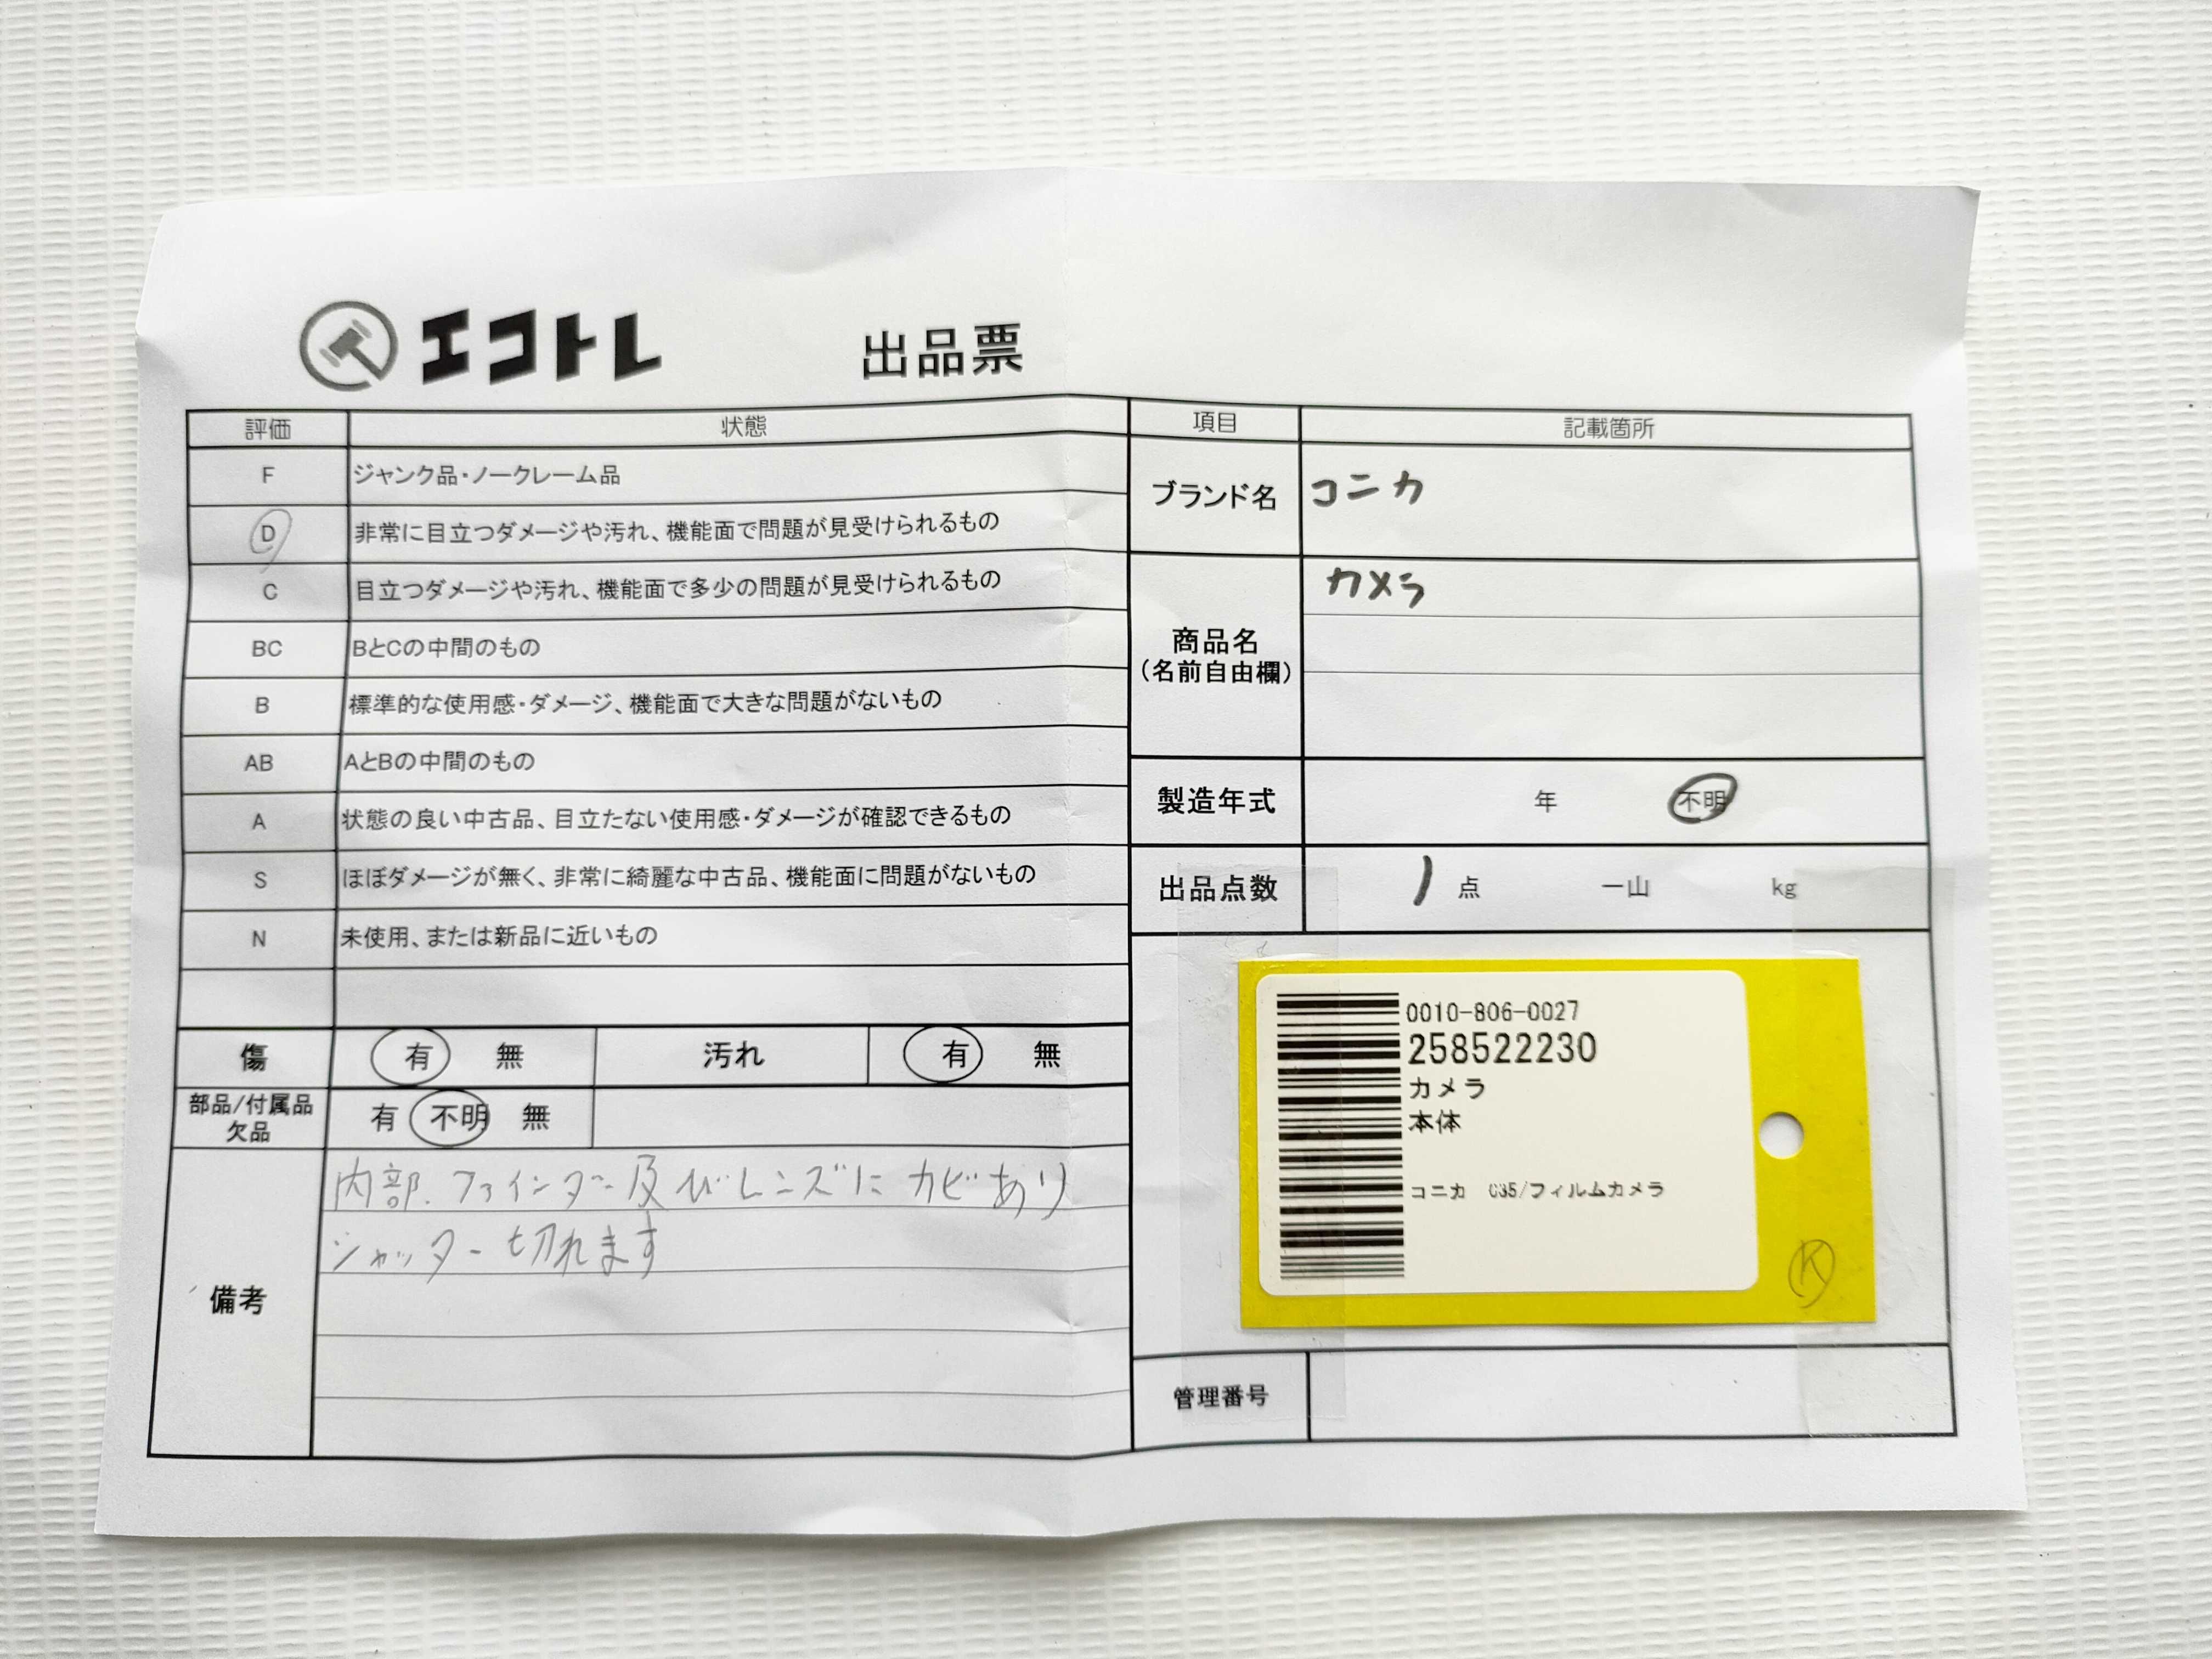 エコトレ
出品票
評価 状態
F ジャンク品・ノークレーム品
D 非常に目立つダメージや汚れ、機能面で問題が見受けられるもの
C 目立つダメージや汚れ、機能面で多少の問題が見受けられるもの
BC BとCの中間のもの
B 標準的な使用感・ダメージ、機能面で大きな問題がないもの
AB AとBの中間のもの
A 状態の良い中古品、目立たない使用感・ダメージが確認できるもの
S ほぼダメージが無く、非常に綺麗な中古品、機能面に問題がないもの
N 未使用、または新品に近いもの
傷 有 無 汚れ 有 無
部品/付属品
欠品
有 不明 無
備考
内部、ファインダー及びレンズにカビあり
シャッター切れます
項目 記載箇所
ブランド名 コニカ
商品名
(名前自由欄)
カメラ
製造年式 年 不明
出品点数 1 点 一山 kg
0010-806-0027
258522230
カメラ
本体
コニカ C35/フィルムカメラ
K
管理番号